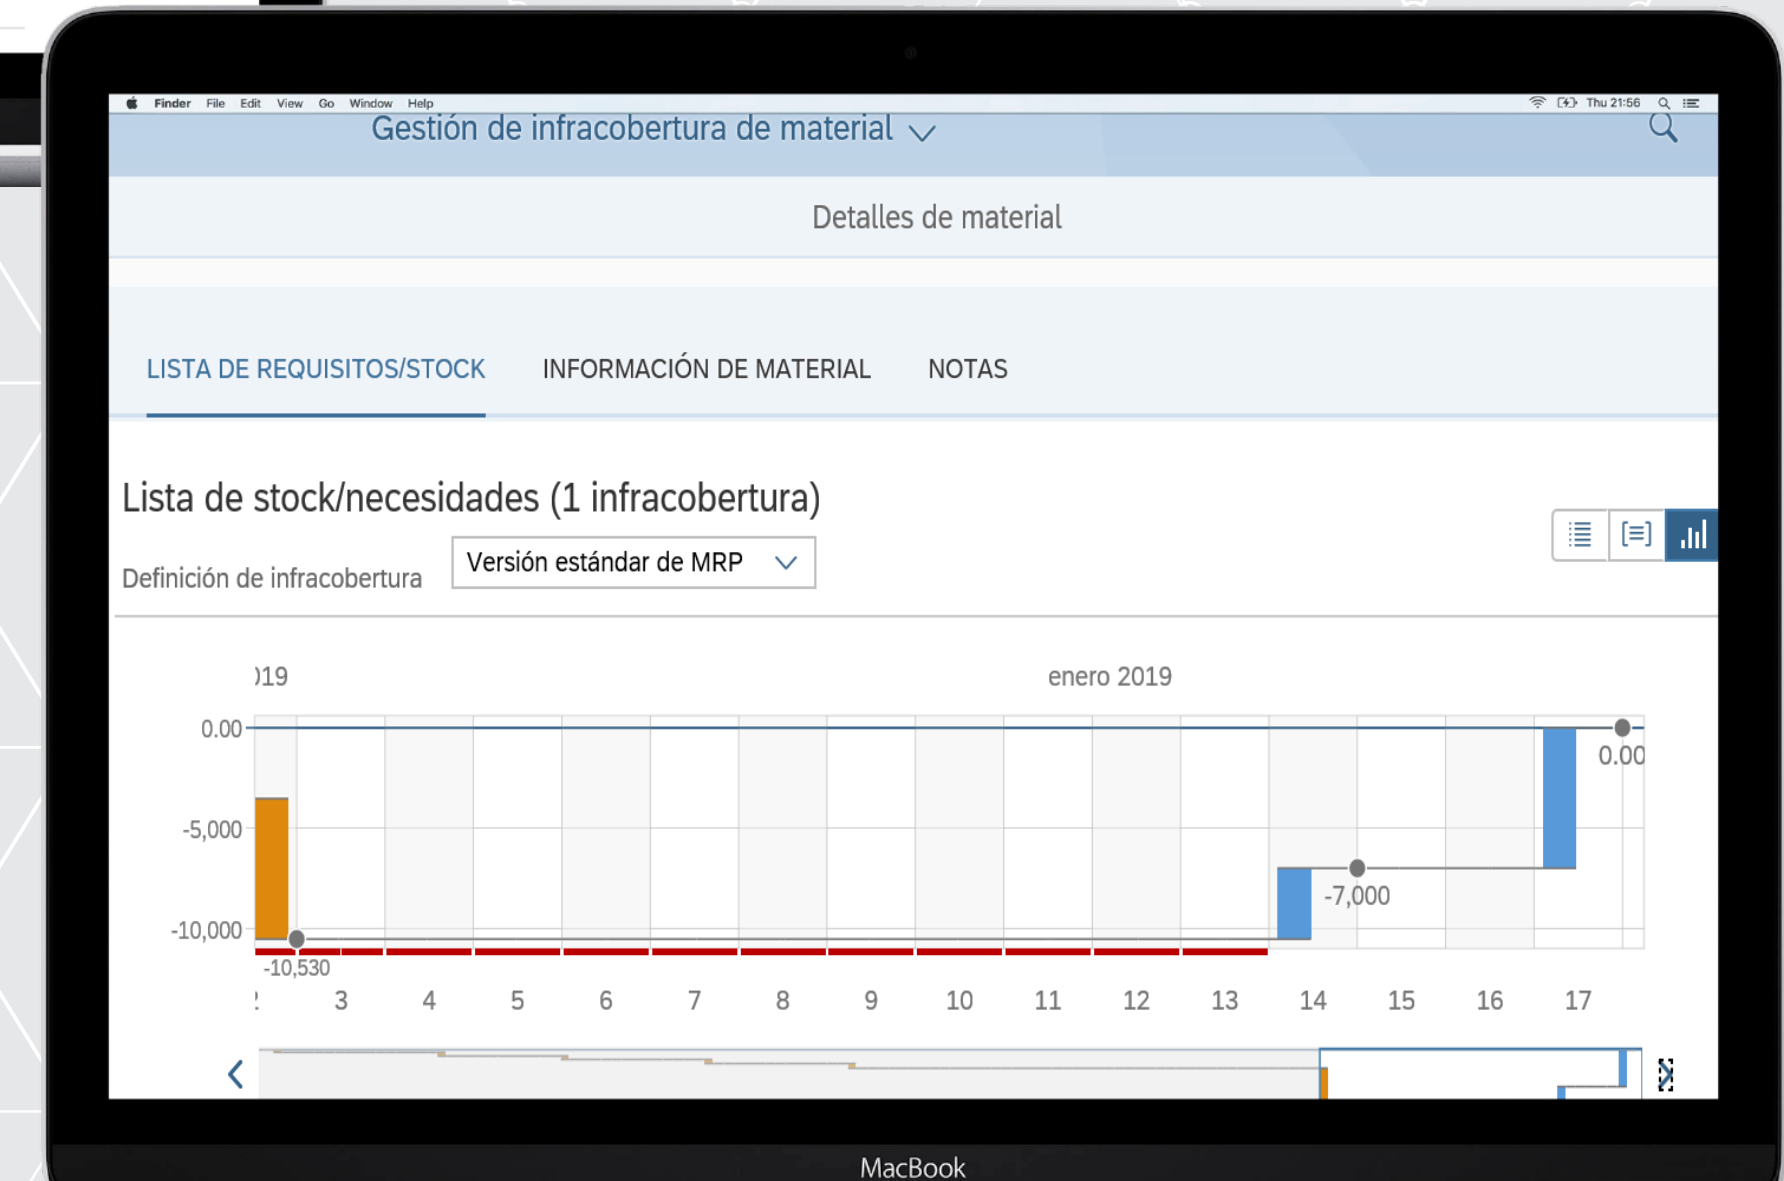 Finder File Edit View Go Window Help
Thu 21:56
Gestión de infracobertura de material
Detalles de material
LISTA DE REQUISITOS/STOCK INFORMACIÓN DE MATERIAL NOTAS
Lista de stock/necesidades (1 infracobertura)
Definición de infracobertura Versión estándar de MRP
019 enero 2019
0.00
0.00
-5,000
-7,000
-10,000
-10,530
2 3 4 5 6 7 8 9 10 11 12 13 14 15 16 17
MacBook